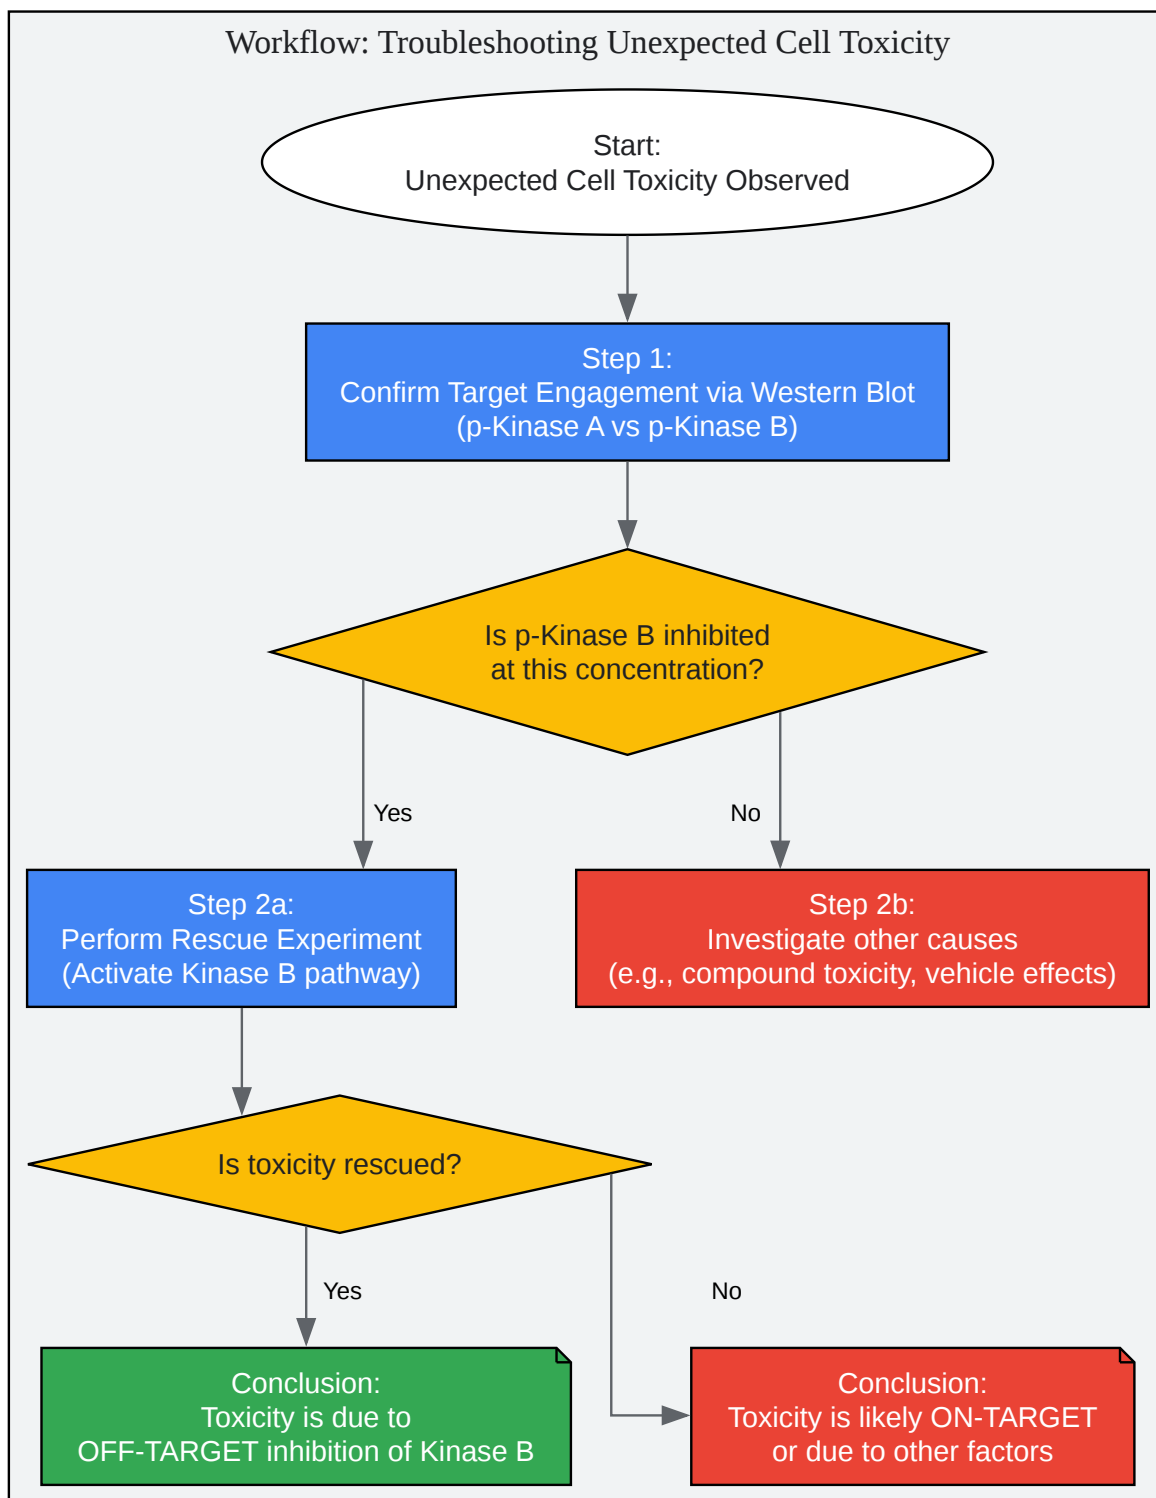 Workflow: Troubleshooting Unexpected Cell Toxicity
Start:
Unexpected Cell Toxicity Observed
Step 1:
Confirm Target Engagement via Western Blot
(p-Kinase A vs p-Kinase B)
Is p-Kinase B inhibited
at this concentration?
Yes
No
Step 2a:
Perform Rescue Experiment
(Activate Kinase B pathway)
Step 2b:
Investigate other causes
(e.g., compound toxicity, vehicle effects)
Is toxicity rescued?
Yes
No
Conclusion:
Toxicity is due to
OFF-TARGET inhibition of Kinase B
Conclusion:
Toxicity is likely ON-TARGET
or due to other factors